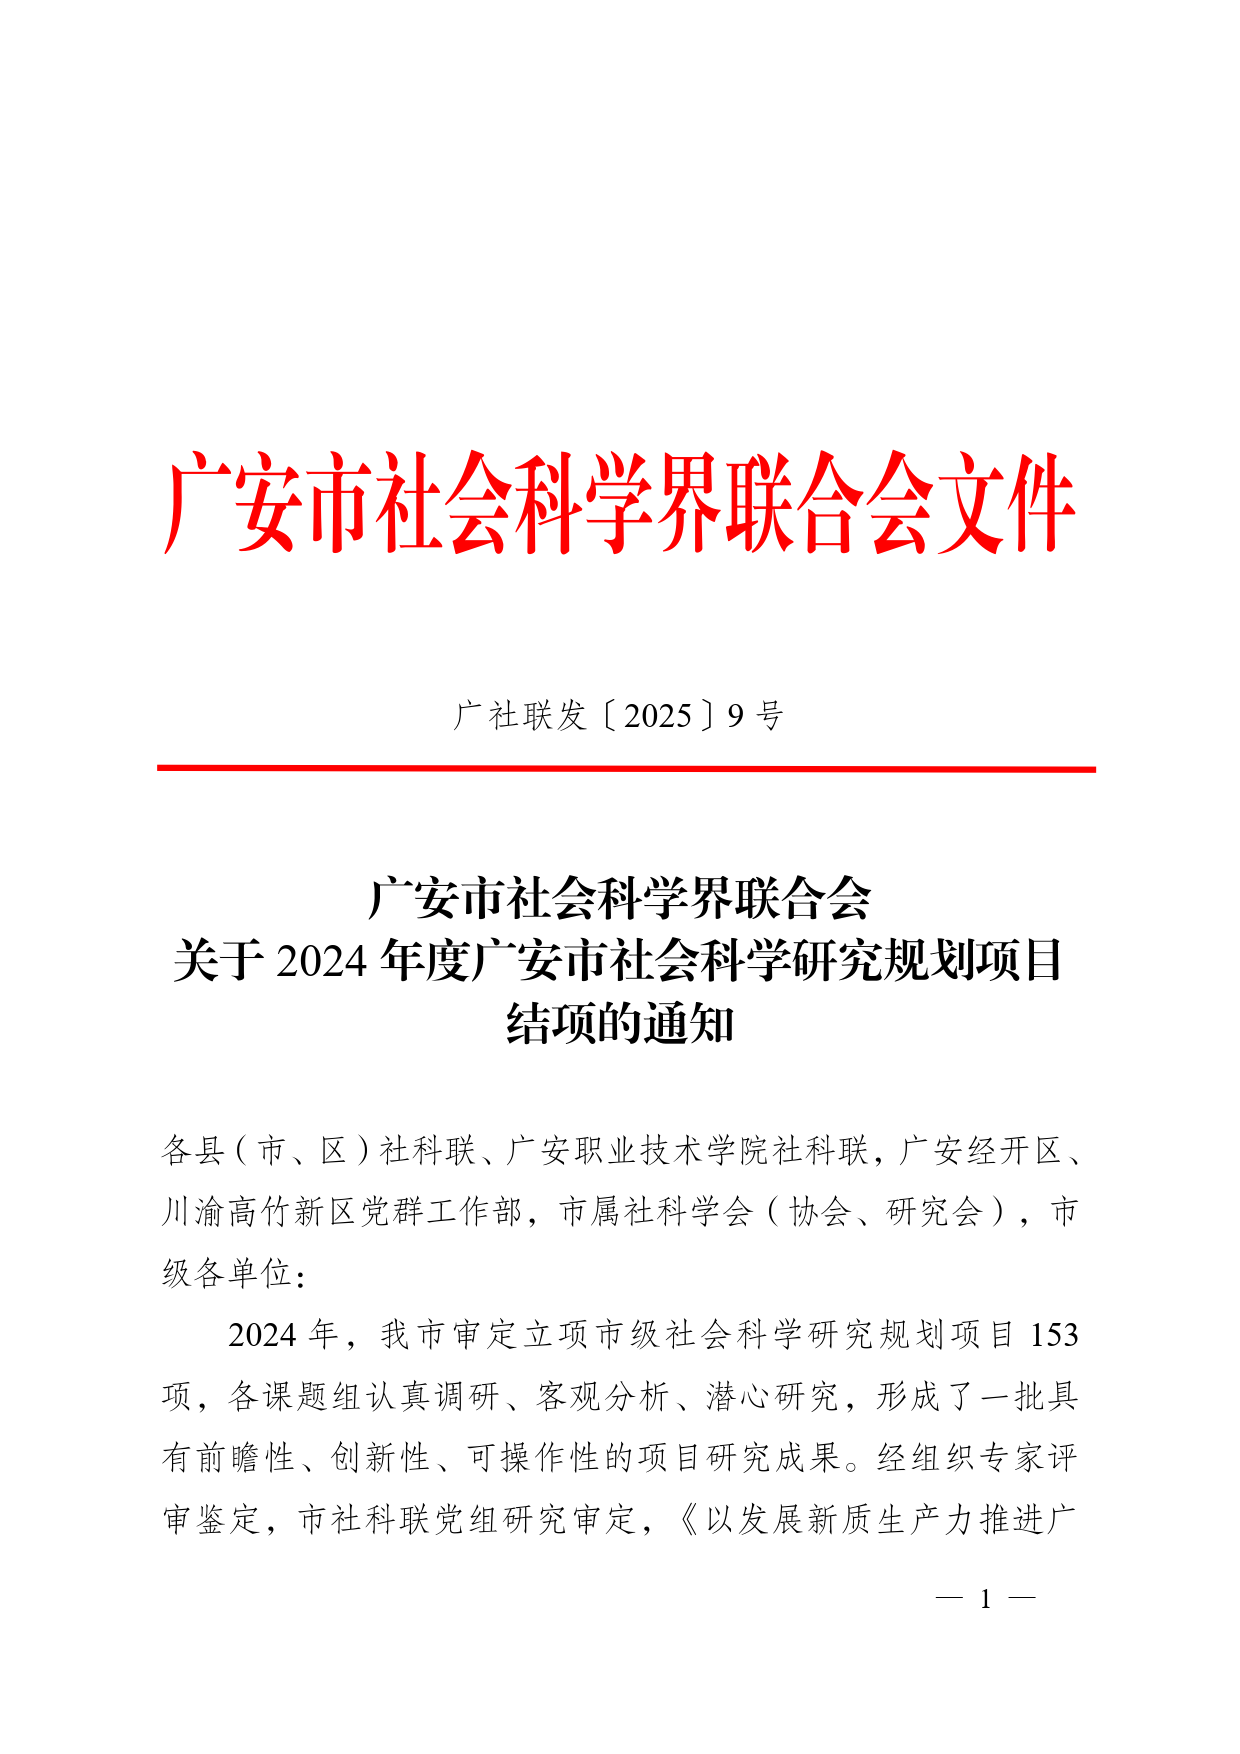 广安市社会科学界联合会文件
广社联发〔2025〕9 号
广安市社会科学界联合会
关于 2024 年度广安市社会科学研究规划项目
结项的通知
各县（市、区）社科联、广安职业技术学院社科联，广安经开区、
川渝高竹新区党群工作部，市属社科学会（协会、研究会），市
级各单位：
2024 年，我市审定立项市级社会科学研究规划项目 153
项，各课题组认真调研、客观分析、潜心研究，形成了一批具
有前瞻性、创新性、可操作性的项目研究成果。经组织专家评
审鉴定，市社科联党组研究审定，《以发展新质生产力推进广
— 1 —